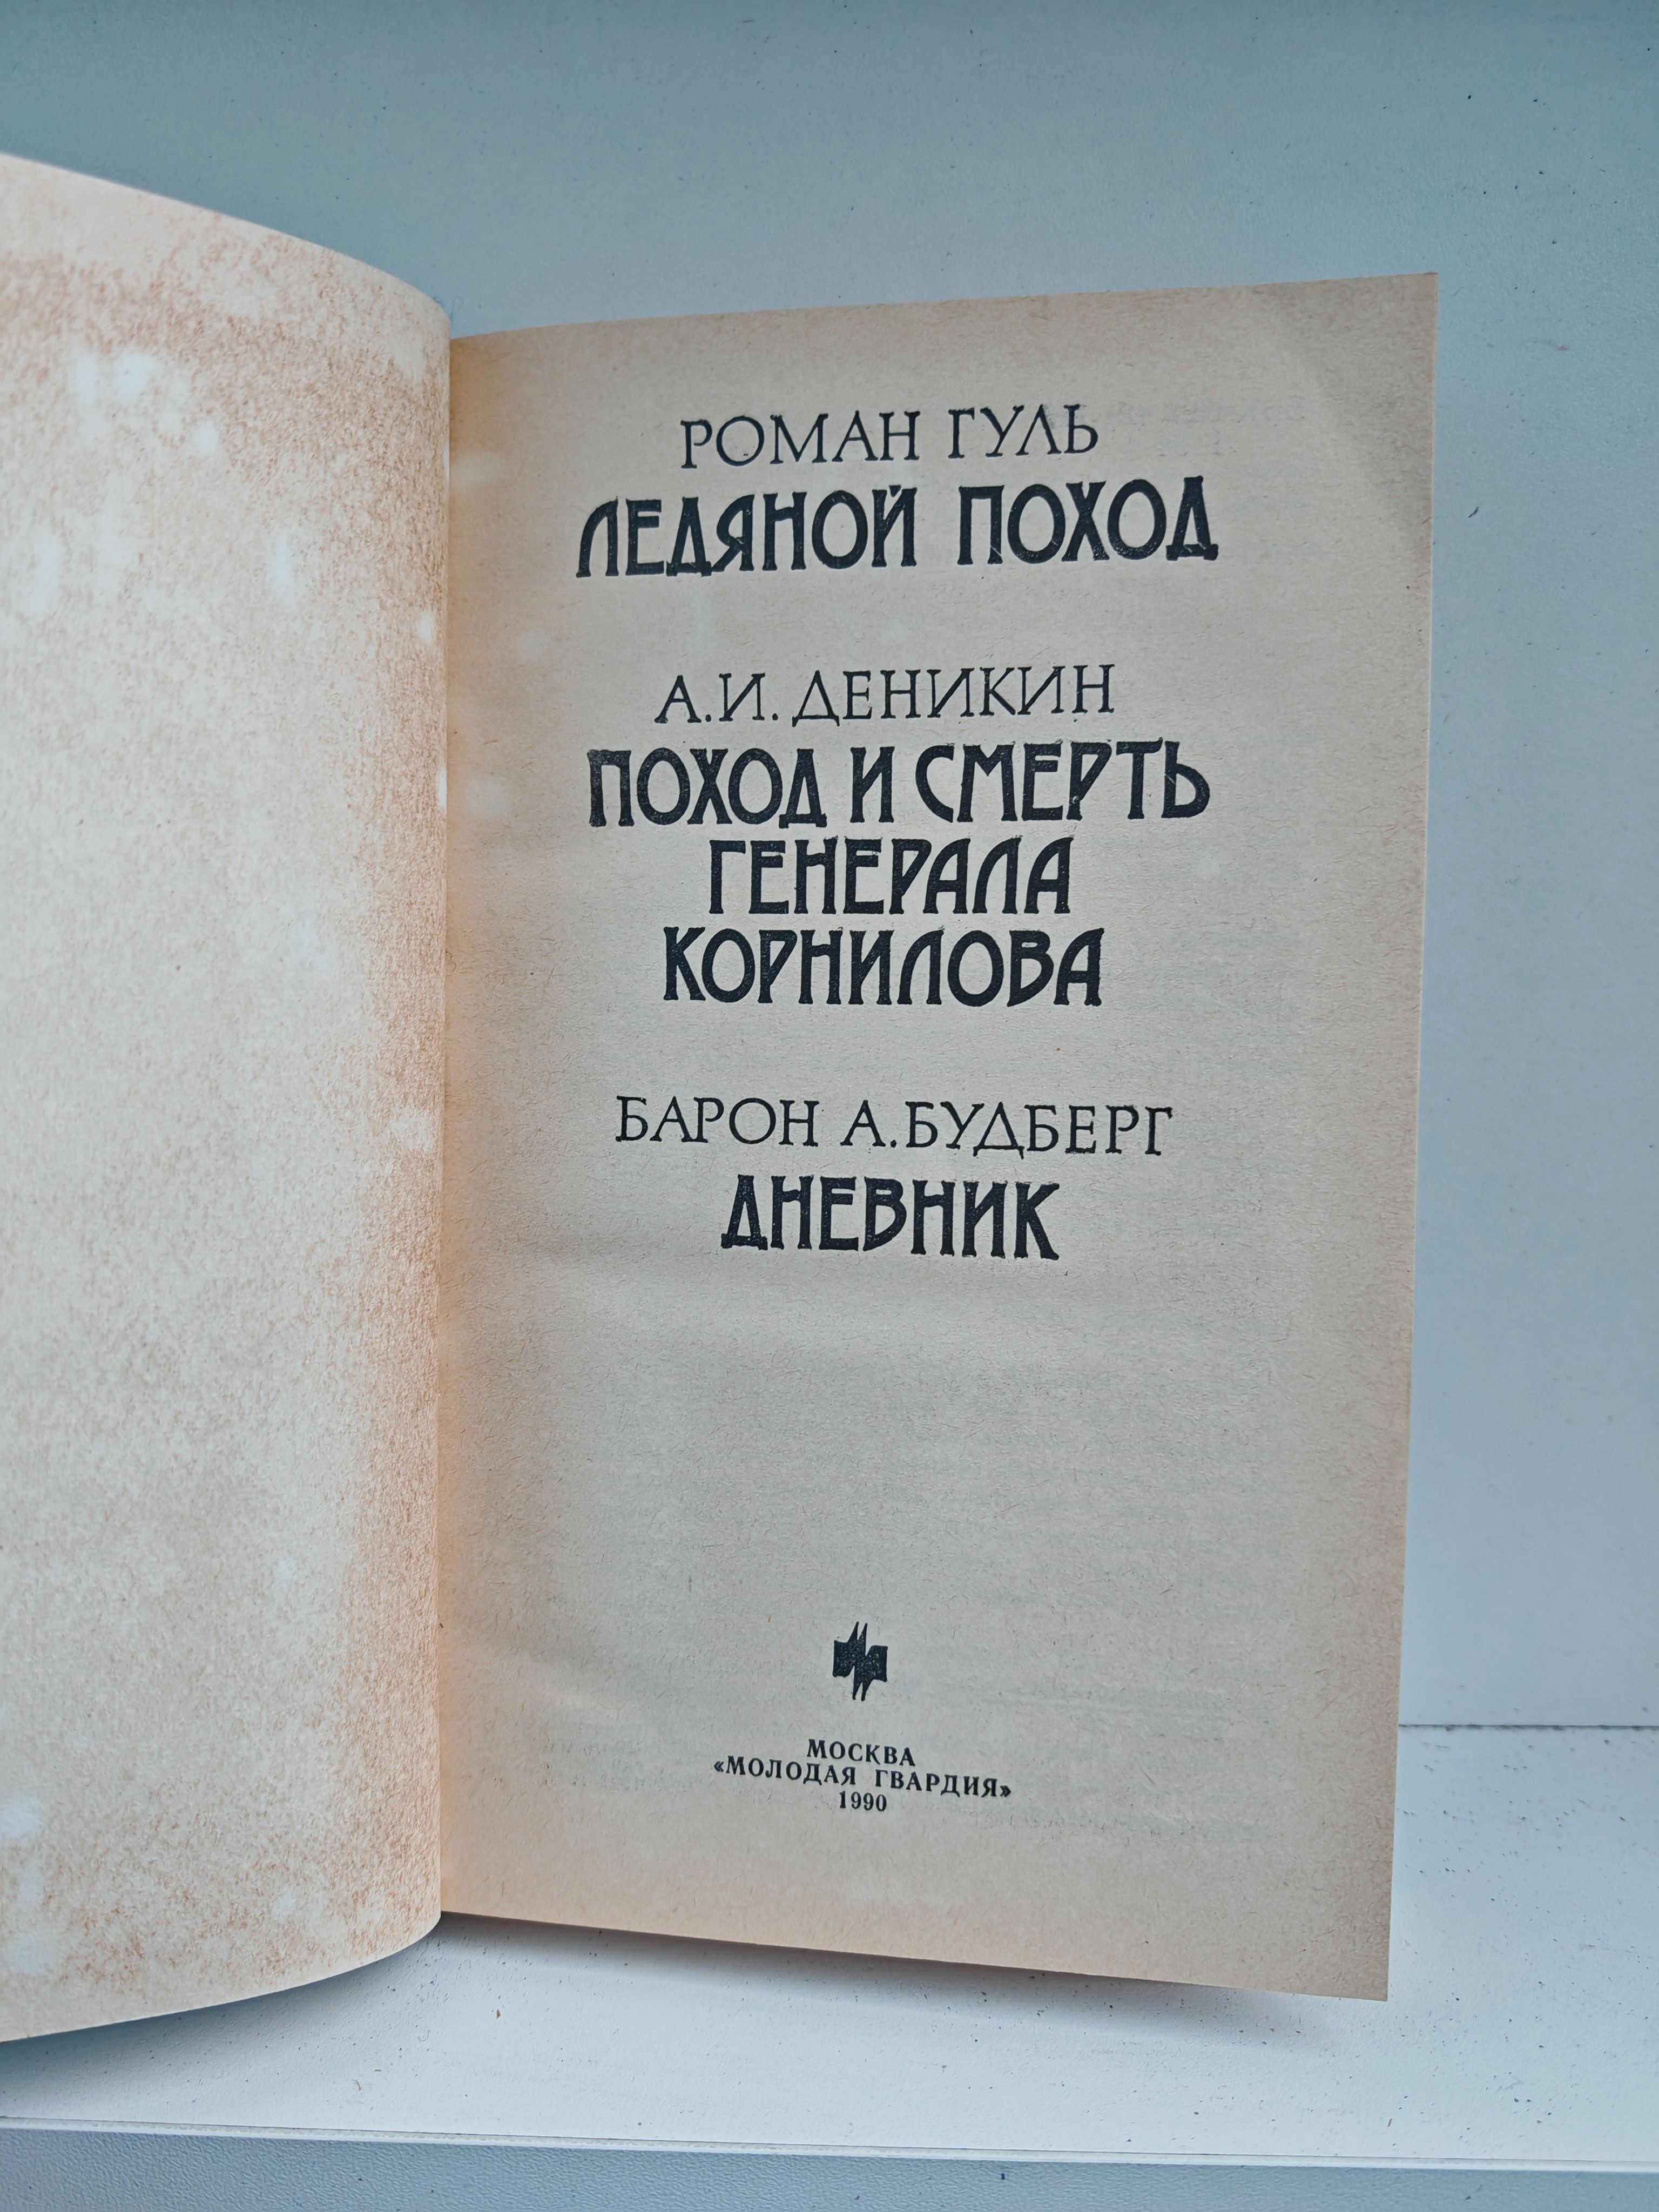 РОМАН ГУЛЬ
ЛЕДЯНОЙ ПОХОД
А.И. ДЕНИКИН
ПОХОД И СМЕРТЬ
ГЕНЕРАЛА
КОРНИЛОВА
БАРОН А.БУДБЕРГ
ДНЕВНИК
МОСКВА
«МОЛОДАЯ ГВАРДИЯ»
1990